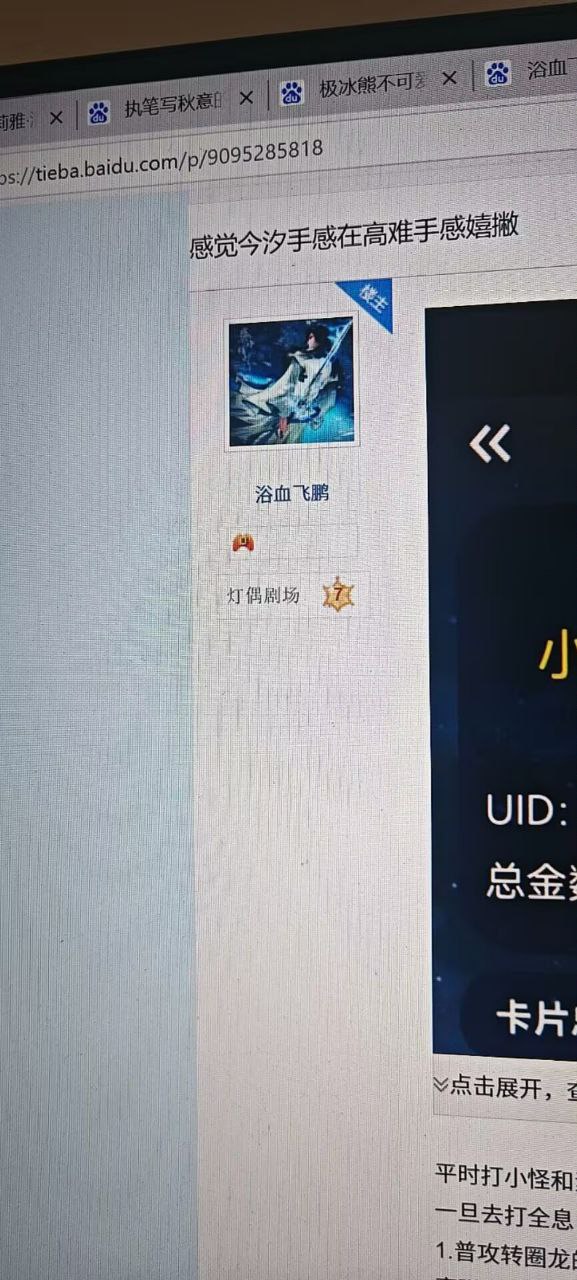 执笔写秋意
极冰熊不可爱
浴血
tieba.baidu.com/p/9095285818
感觉今汐手感在高难手感嬉撇
楼主
浴血飞鹏
灯偶剧场 7
小
UID:
总金数
卡片
点击展开，查
平时打小怪和
一旦去打全息
1.普攻转圈龙